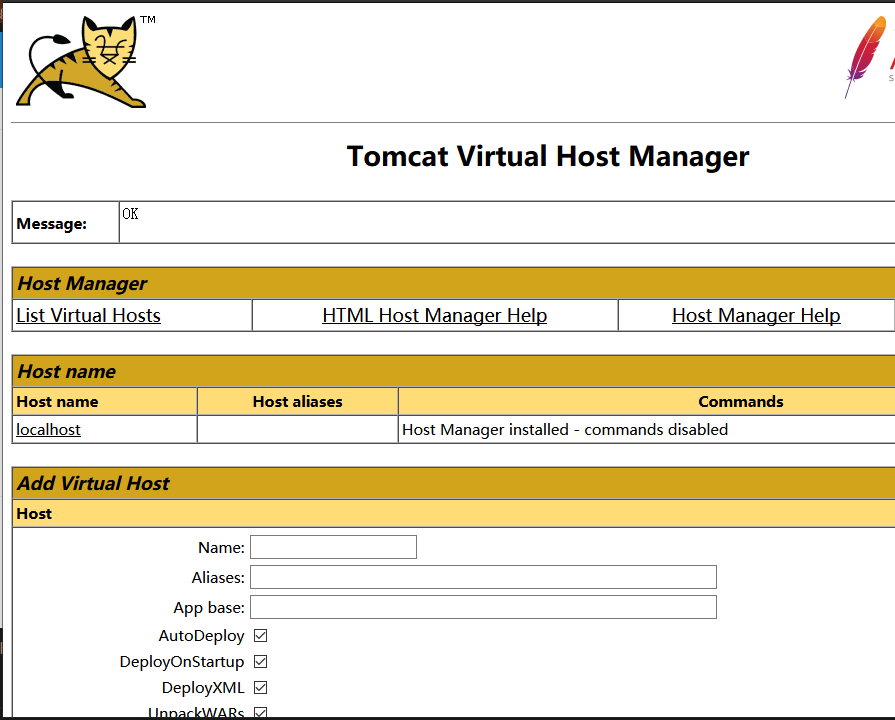 TM
Tomcat Virtual Host Manager
Message: OK
Host Manager
List Virtual Hosts HTML Host Manager Help Host Manager Help
Host name
Host name Host aliases Commands
localhost Host Manager installed - commands disabled
Add Virtual Host
Host
Name:
Aliases:
App base:
AutoDeploy
DeployOnStartup
DeployXML
UnpackWARs